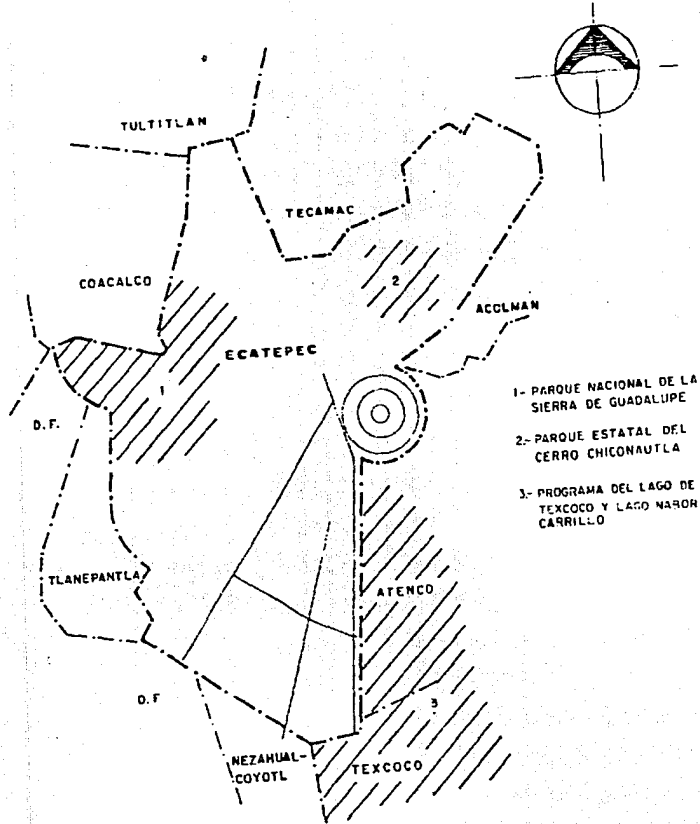 TULTITLAN
TECAMAC
COACALCO
2
ACOLMAN
ECATEPEC
1
D.F.
1- PARQUE NACIONAL DE LA
SIERRA DE GUADALUPE
2.- PARQUE ESTATAL DEL
CERRO CHICONAUTLA
3.- PROGRAMA DEL LAGO DE
TEXCOCO Y LAGO NABOR
CARRILLO
TLANEPANTLA
ATENCO
D.F
3
NEZAHUAL-
COYOTL
TEXCOCO